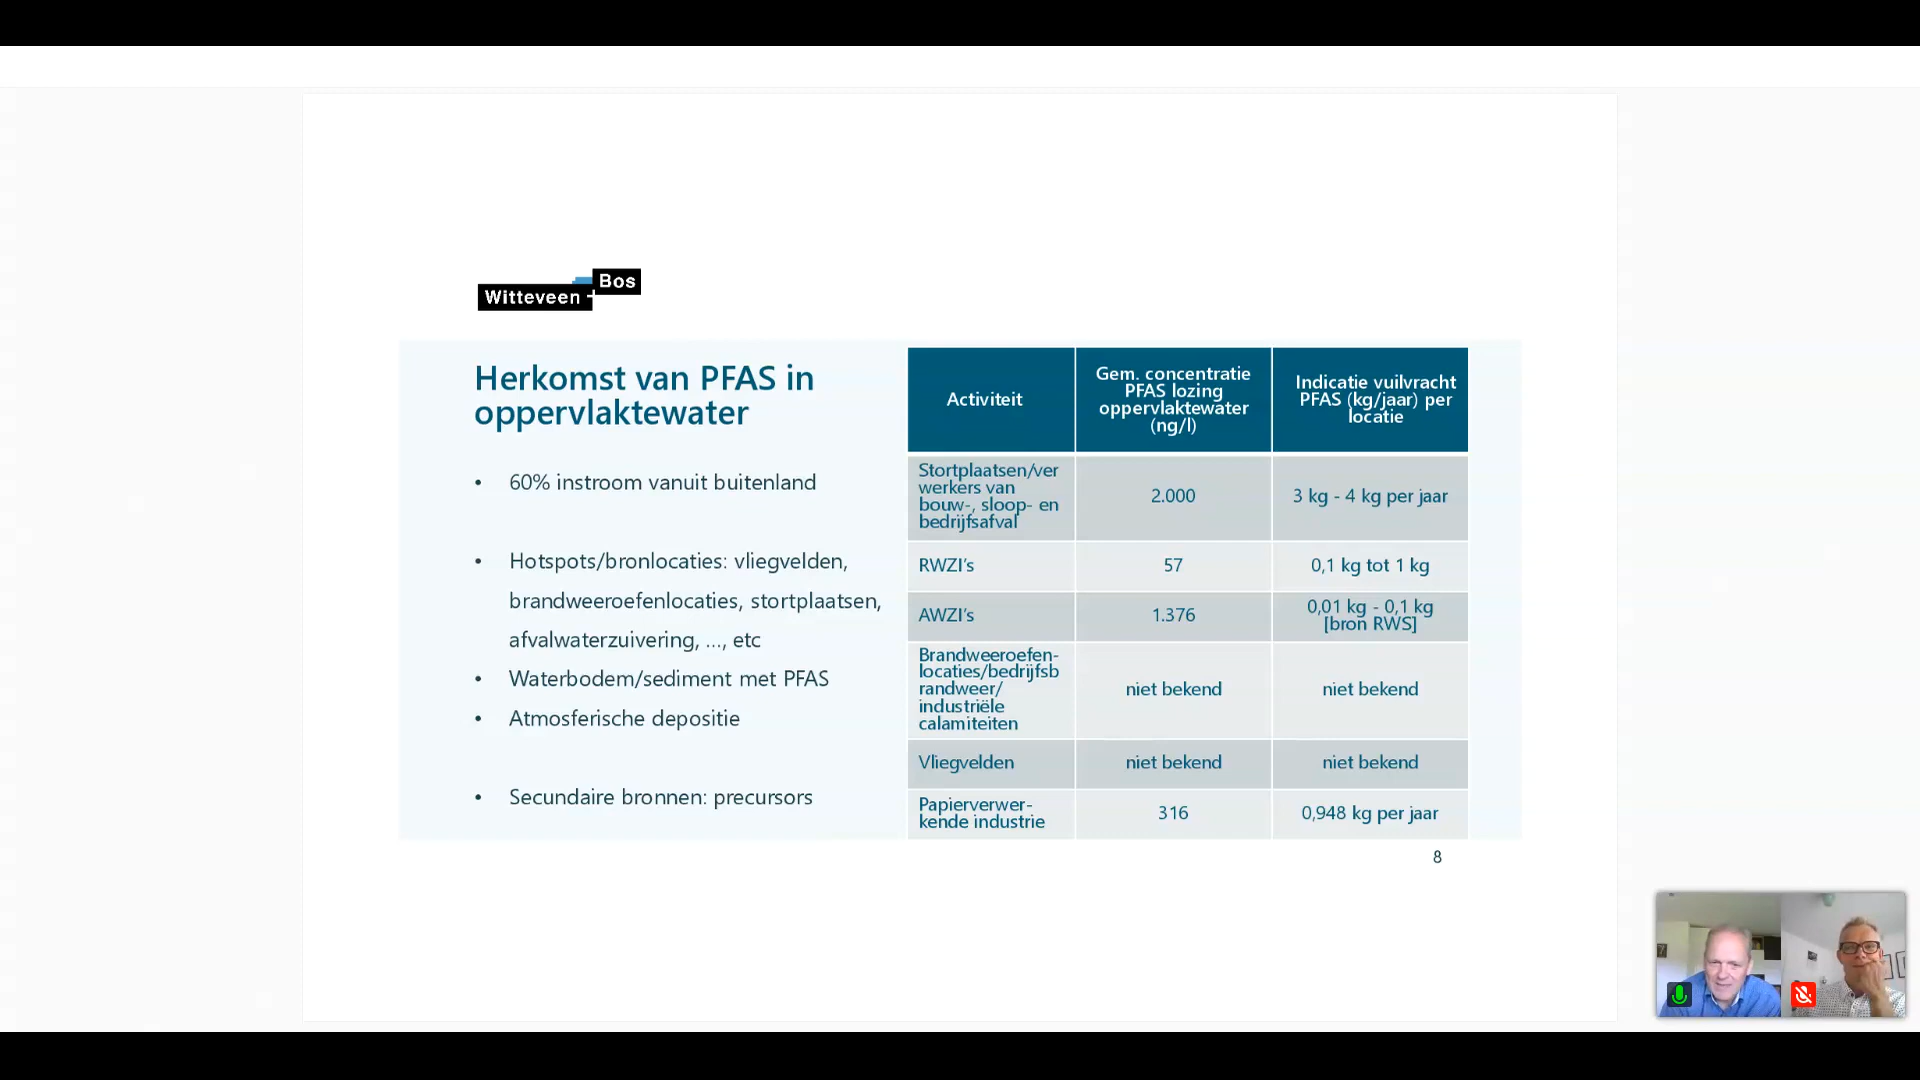 Witteveen + Bos
Herkomst van PFAS in
oppervlaktewater
• 60% instroom vanuit buitenland
• Hotspots/bronlocaties: vliegvelden,
brandweeroefenlocaties, stortplaatsen,
afvalwaterzuivering, ..., etc
• Waterbodem/sediment met PFAS
• Atmosferische depositie
• Secundaire bronnen: precursors
Activiteit
Gem. concentratie
PFAS lozing
oppervlaktewater
(ng/l)
Indicatie vuilvracht
PFAS (kg/jaar) per
locatie
Stortplaatsen/ver
werkers van
bouw-, sloop- en
bedrijfsafval
2.000
3 kg - 4 kg per jaar
RWZI's
57
0,1 kg tot 1 kg
AWZI's
1.376
0,01 kg - 0,1 kg
[bron RWS]
Brandweeroefen-
locaties/bedrijfsb
randweer/
industriële
calamiteiten
niet bekend
niet bekend
Vliegvelden
niet bekend
niet bekend
Papierverwer-
kende industrie
316
0,948 kg per jaar
8